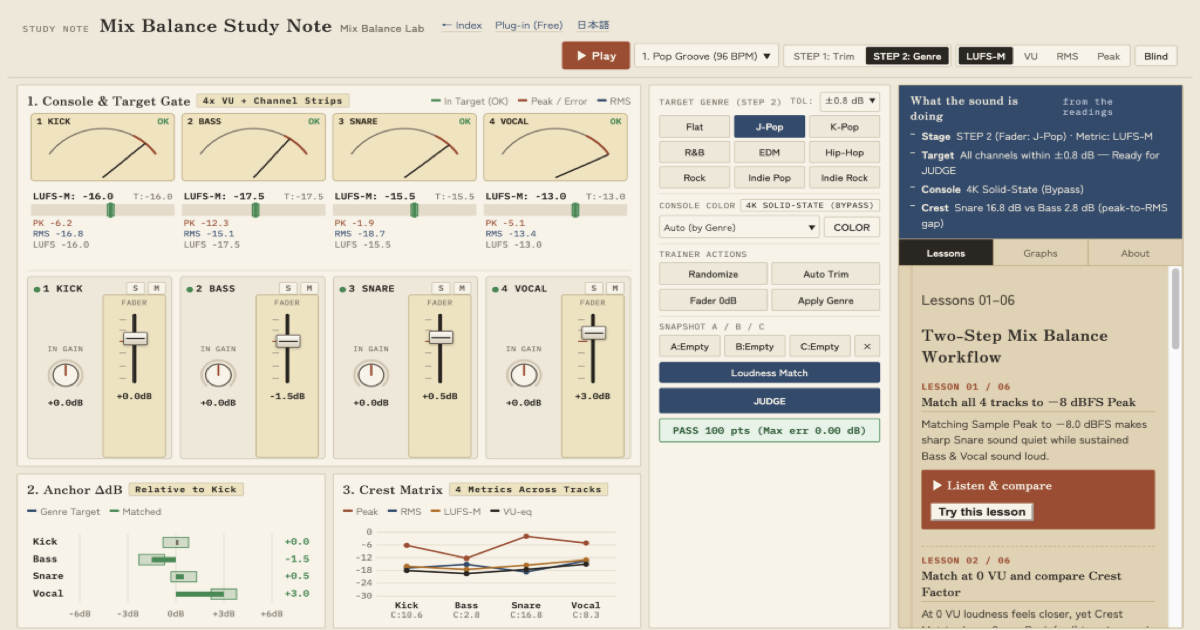 STUDY NOTE Mix Balance Study Note Mix Balance Lab ← Index Plug-in (Free) 日本語
▶ Play 1. Pop Groove (96 BPM) ▼ STEP 1: Trim STEP 2: Genre LUFS-M VU RMS Peak Blind
1. Console & Target Gate 4x VU + Channel Strips In Target (OK) Peak / Error RMS
1 KICK OK 2 BASS OK 3 SNARE OK 4 VOCAL OK
LUFS-M: -16.0 T:-16.0 LUFS-M: -17.5 T:-17.5 LUFS-M: -15.5 T:-15.5 LUFS-M: -13.0 T:-13.0
PK -6.2 PK -12.3 PK -1.9 PK -5.1
RMS -16.8 RMS -15.1 RMS -18.7 RMS -13.4
LUFS -16.0 LUFS -17.5 LUFS -15.5 LUFS -13.0
1 KICK S M 2 BASS S M 3 SNARE S M 4 VOCAL S M
FADER FADER FADER FADER
IN GAIN IN GAIN IN GAIN IN GAIN
+0.0dB +0.0dB +0.0dB -1.5dB +0.0dB +0.5dB +0.0dB +3.0dB
2. Anchor ΔdB Relative to Kick
Genre Target Matched
Kick +0.0
Bass -1.5
Snare +0.5
Vocal +3.0
-6dB -3dB 0dB +3dB +6dB
3. Crest Matrix 4 Metrics Across Tracks
Peak RMS LUFS-M VU-eq
0
-6
-12
-18
-24
-30
Kick Bass Snare Vocal
C:10.6 C:2.8 C:16.8 C:8.3
TARGET GENRE (STEP 2) TOL: ±0.8 dB ▼
Flat J-Pop K-Pop
R&B EDM Hip-Hop
Rock Indie Pop Indie Rock
CONSOLE COLOR 4K SOLID-STATE (BYPASS)
Auto (by Genre) ▼ COLOR
TRAINER ACTIONS
Randomize Auto Trim
Fader 0dB Apply Genre
SNAPSHOT A / B / C
A:Empty B:Empty C:Empty ×
Loudness Match
JUDGE
PASS 100 pts (Max err 0.00 dB)
What the sound is doing from the readings
– Stage STEP 2 (Fader: J-Pop) · Metric: LUFS-M
– Target All channels within ±0.8 dB — Ready for
JUDGE
– Console 4K Solid-State (Bypass)
– Crest Snare 16.8 dB vs Bass 2.8 dB (peak-to-RMS
gap)
Lessons Graphs About
Lessons 01–06
Two-Step Mix Balance
Workflow
LESSON 01 / 06
Match all 4 tracks to −8 dBFS Peak
Matching Sample Peak to −8.0 dBFS makes
sharp Snare sound quiet while sustained
Bass & Vocal sound loud.
▶ Listen & compare
Try this lesson
LESSON 02 / 06
Match at 0 VU and compare Crest
Factor
At 0 VU loudness feels closer, yet Crest